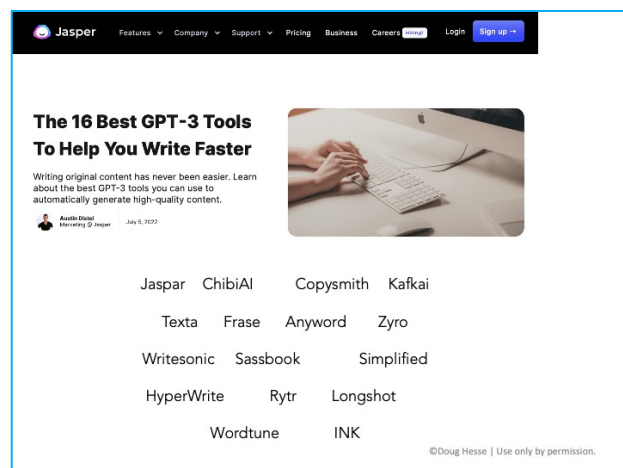 Jasper Features Company Support Pricing Business Careers Hiring! Login Sign up →
The 16 Best GPT-3 Tools
To Help You Write Faster
Writing original content has never been easier. Learn
about the best GPT-3 tools you can use to
automatically generate high-quality content.
Austin Distel
Marketing @ Jasper
July 5, 2022
Jaspar ChibiAI Copysmith Kafkai
Texta Frase Anyword Zyro
Writesonic Sassbook Simplified
HyperWrite Rytr Longshot
Wordtune INK
©Doug Hesse | Use only by permission.